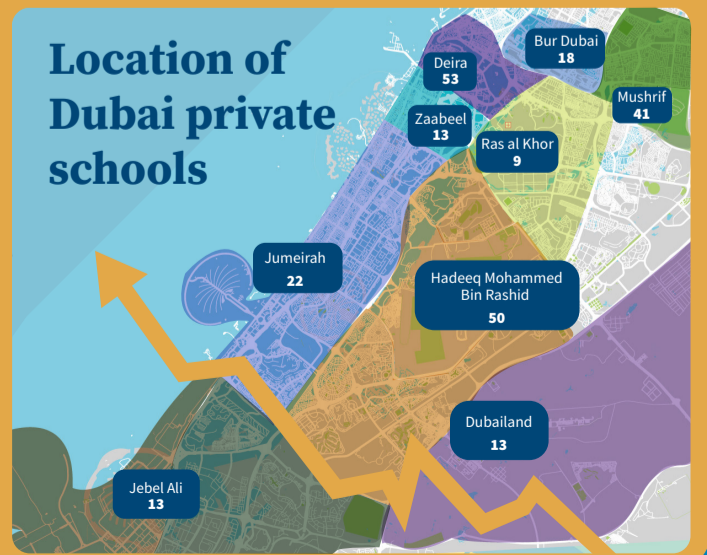 Location of
Dubai private
schools
Bur Dubai
18
Deira
53
Mushrif
41
Zaabeel
13
Ras al Khor
9
Jumeirah
22
Hadeeq Mohammed
Bin Rashid
50
Dubailand
13
Jebel Ali
13